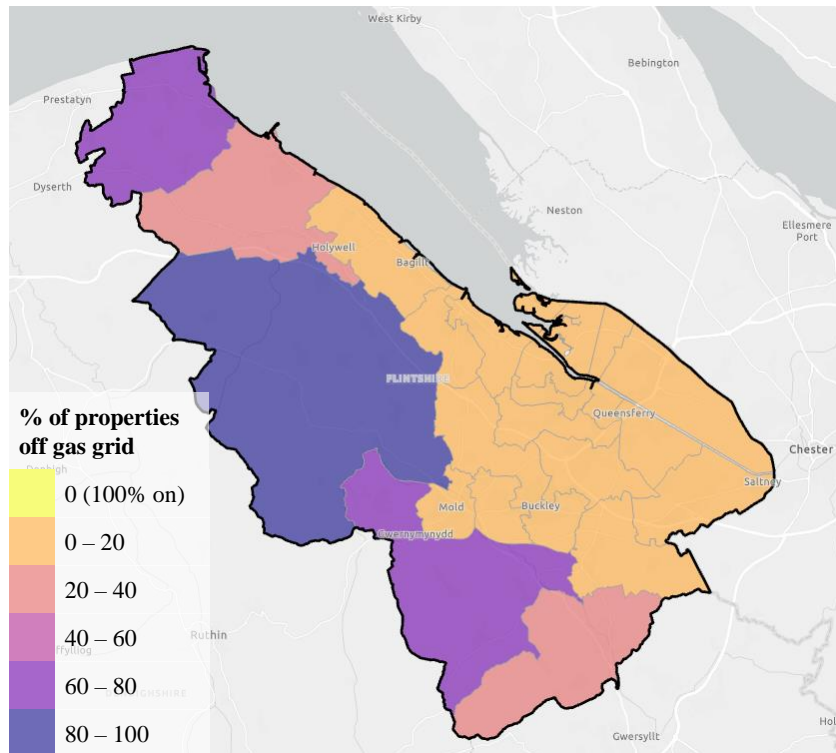 West Kirby
Bebington
Prestatyn
Dyserth
Neston
Ellesmere
Port
Holywell
Bagillt
FLINTSHIRE
Queensferry
Chester
Saltney
Mold
Buckley
Gwernymynydd
Ruthin
Gwersyllt
% of properties
off gas grid
0 (100% on)
0 – 20
20 – 40
40 – 60
60 – 80
80 – 100